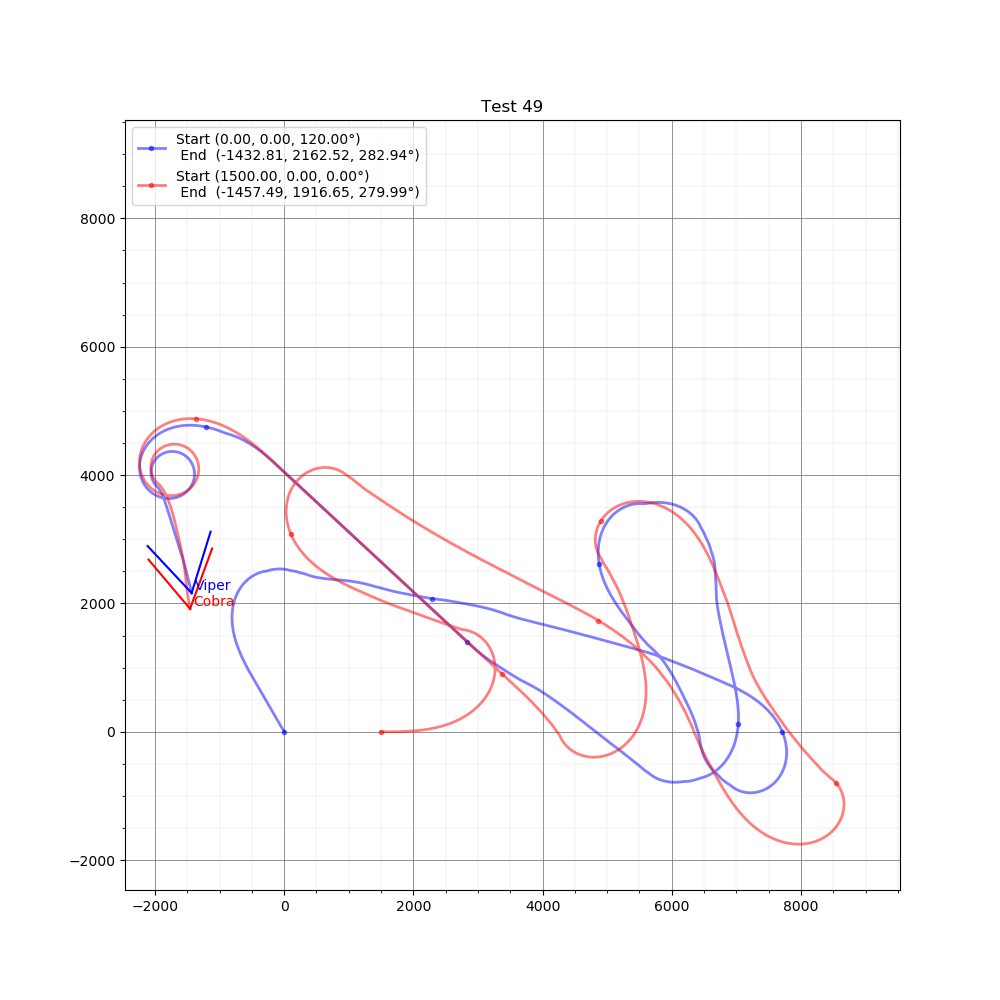 Test 49
Start (0.00, 0.00, 120.00°)
End  (-1432.81, 2162.52, 282.94°)
Start (1500.00, 0.00, 0.00°)
End  (-1457.49, 1916.65, 279.99°)
8000
6000
4000
2000
0
−2000
Viper
Cobra
−2000
0
2000
4000
6000
8000